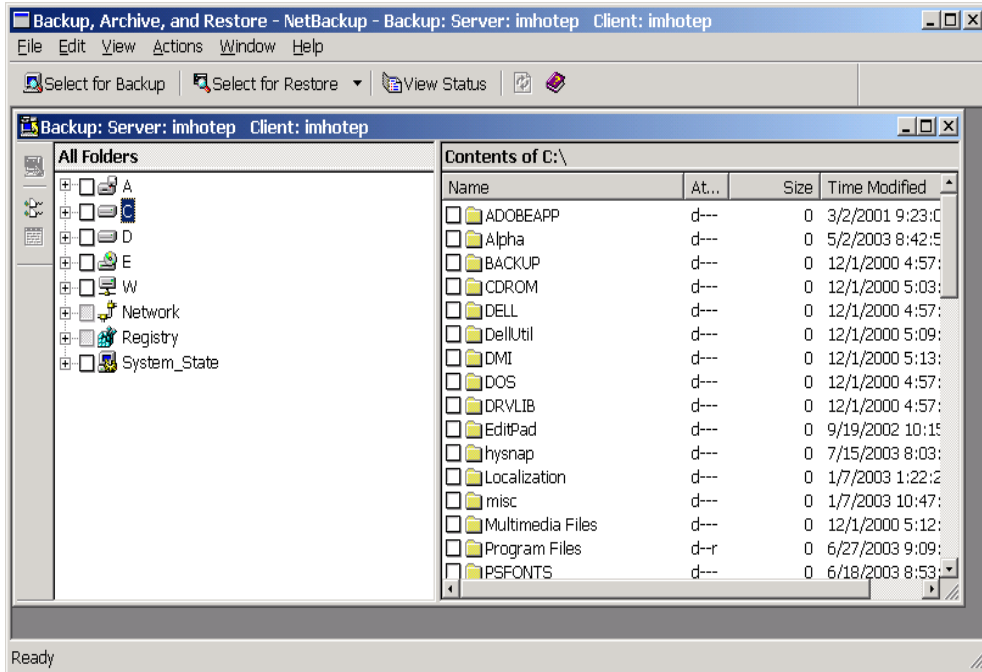 Backup, Archive, and Restore - NetBackup - Backup: Server: imhotep Client: imhotep
File Edit View Actions Window Help
Select for Backup Select for Restore View Status
Backup: Server: imhotep Client: imhotep
All Folders
A
C
D
E
W
Network
Registry
System_State
Contents of C:\
Name At... Size Time Modified
ADOBEAPP d--- 0 3/2/2001 9:23:0
Alpha d--- 0 5/2/2003 8:42:5
BACKUP d--- 0 12/1/2000 4:57:
CDROM d--- 0 12/1/2000 5:03:
DELL d--- 0 12/1/2000 4:57:
DellUtil d--- 0 12/1/2000 5:09:
DMI d--- 0 12/1/2000 5:13:
DOS d--- 0 12/1/2000 4:57:
DRVLIB d--- 0 12/1/2000 4:57:
EditPad d--- 0 9/19/2002 10:15
hysnap d--- 0 7/15/2003 8:03:
Localization d--- 0 1/7/2003 1:22:2
misc d--- 0 1/7/2003 10:47:
Multimedia Files d--- 0 12/1/2000 5:12:
Program Files d--r 0 6/27/2003 9:09:
PSFONTS d--- 0 6/18/2003 8:53:
Ready